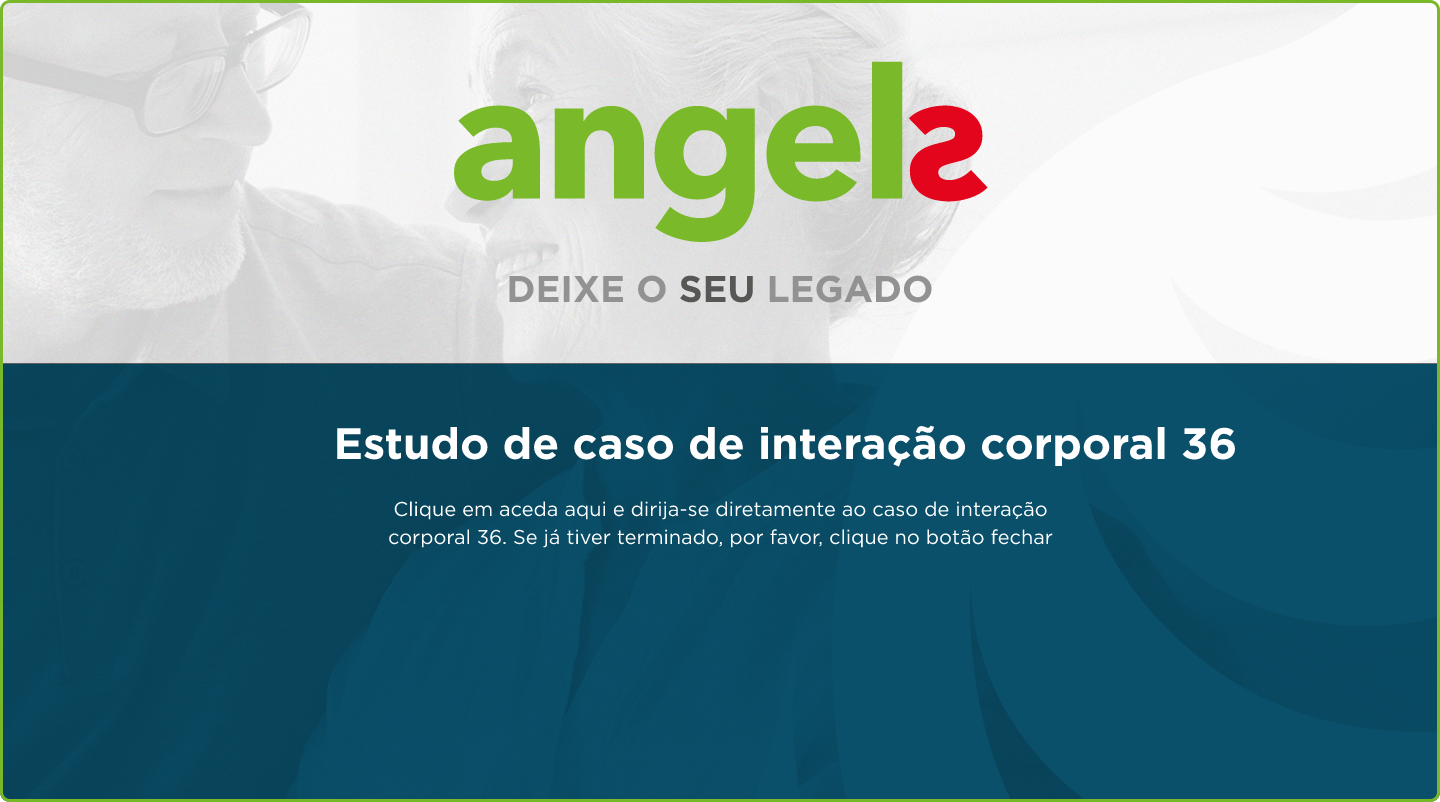 angels
DEIXE O SEU LEGADO
Estudo de caso de interação corporal 36
Clique em aceda aqui e dirija-se diretamente ao caso de interação
corporal 36. Se já tiver terminado, por favor, clique no botão fechar